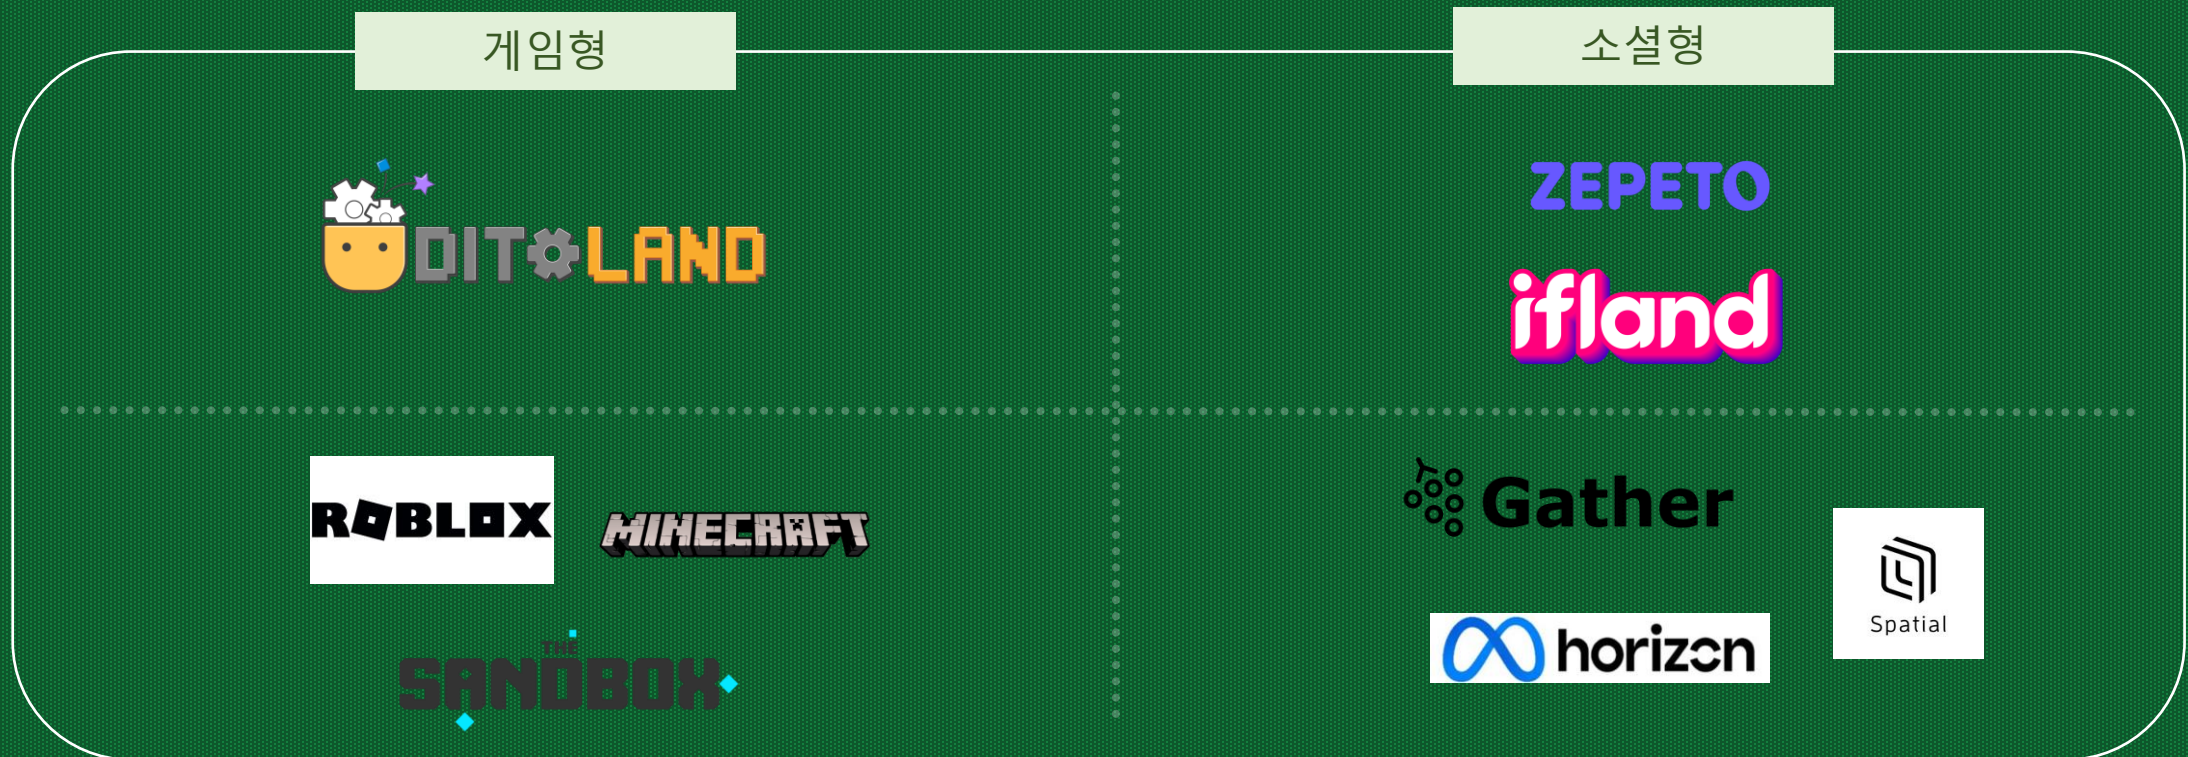 게임형
소셜형
DITOLAND
ZEPETO
ifland
ROBLOX
MINECRAFT
THE
SANDBOX
Gather
horizon
Spatial